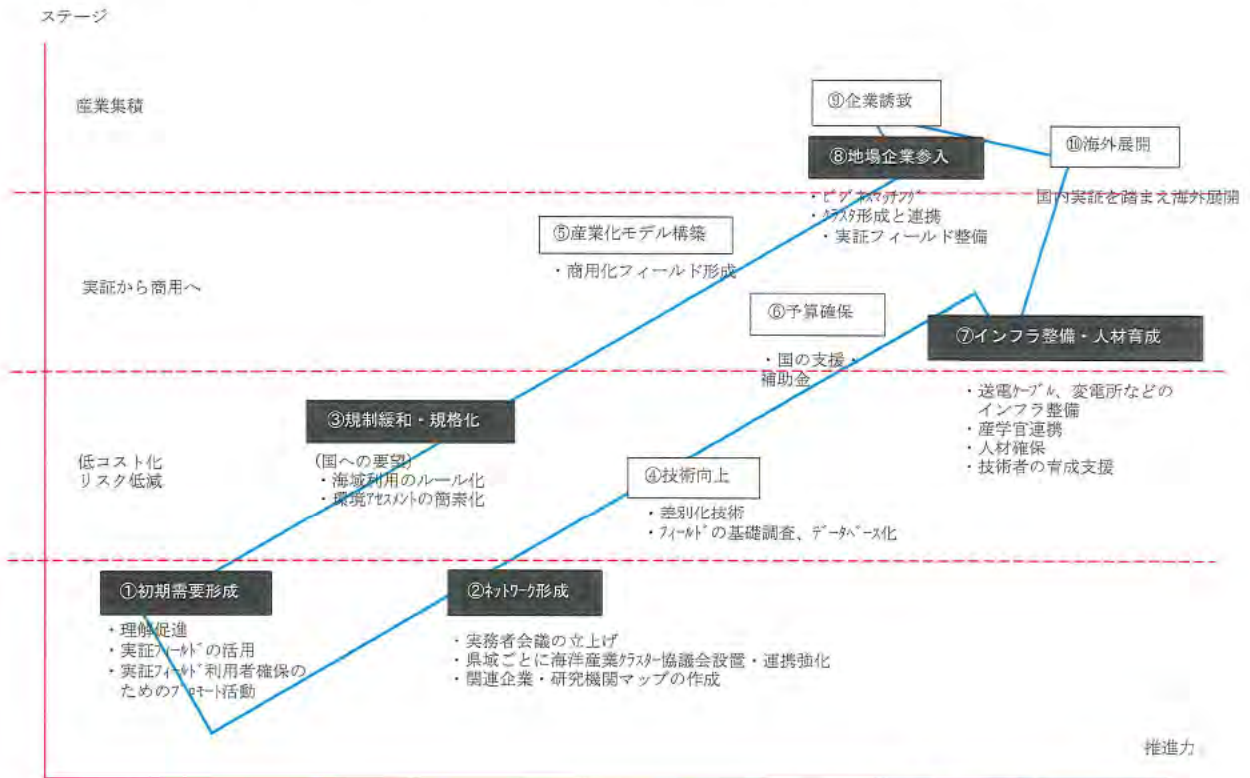 ステージ
産業集積
⑨企業誘致
⑧地場企業参入
⑩海外展開
・ビジネスマッチング
・クラスタ形成と連携
・実証フィールド整備
国内実証を踏まえ海外展開
⑤産業化モデル構築
・商用化フィールド形成
実証から商用へ
⑥予算確保
・国の支援・
補助金
⑦インフラ整備・人材育成
・送電ケーブル、変電所などの
インフラ整備
・産学官連携
・人材確保
・技術者の育成支援
③規制緩和・規格化
(国への要望)
・海域利用のルール化
・環境アセスメントの簡素化
低コスト化
リスク低減
④技術向上
・差別化技術
・フィールドの基礎調査、データベース化
①初期需要形成
・理解促進
・実証フィールドの活用
・実証フィールド利用者確保の
ためのプロモート活動
②ネットワーク形成
・実務者会議の立上げ
・県域ごとに海洋産業クラスター協議会設置・連携強化
・関連企業・研究機関マップの作成
推進力